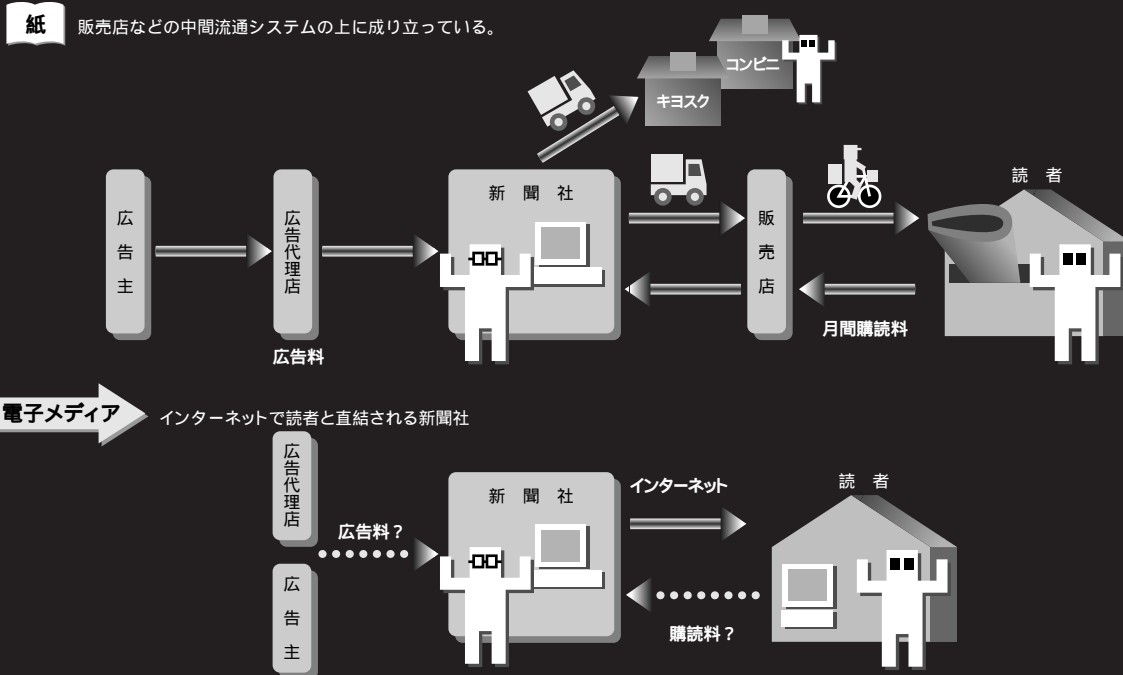 紙
販売店などの中間流通システムの上に成り立っている。
コンビニ
キヨスク
広告主
広告代理店
広告料
新聞社
販売店
読者
月間購読料
電子メディア
インターネットで読者と直結される新聞社
広告代理店
広告主
広告料？
新聞社
インターネット
購読料？
読者